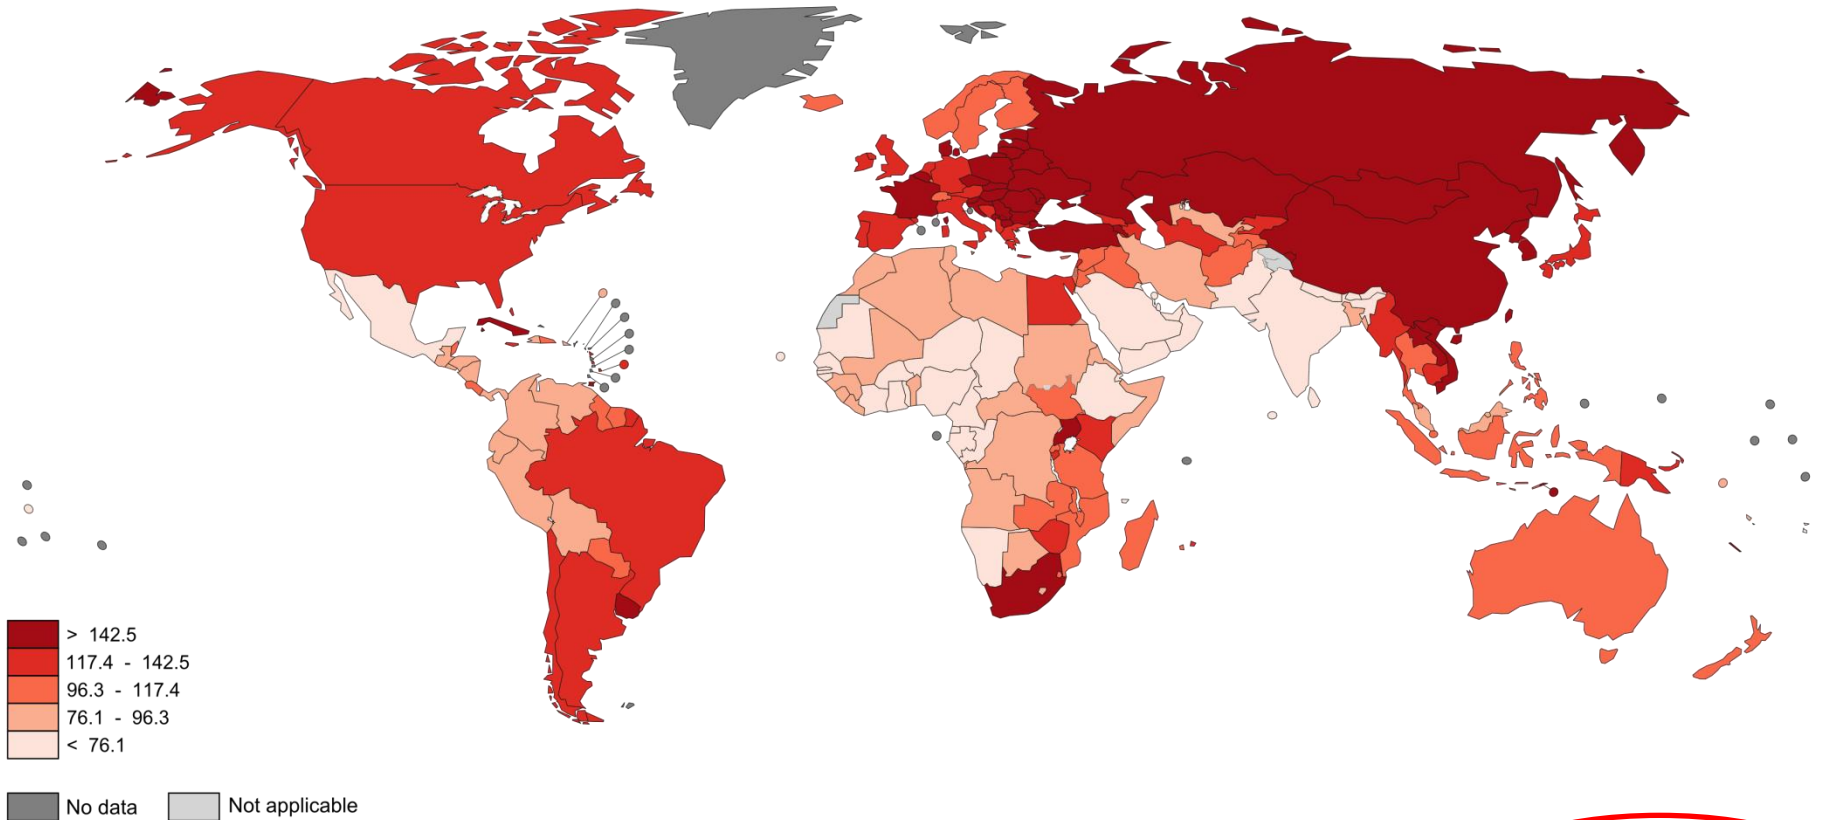 > 142.5
117.4 - 142.5
96.3 - 117.4
76.1 - 96.3
< 76.1
No data
Not applicable